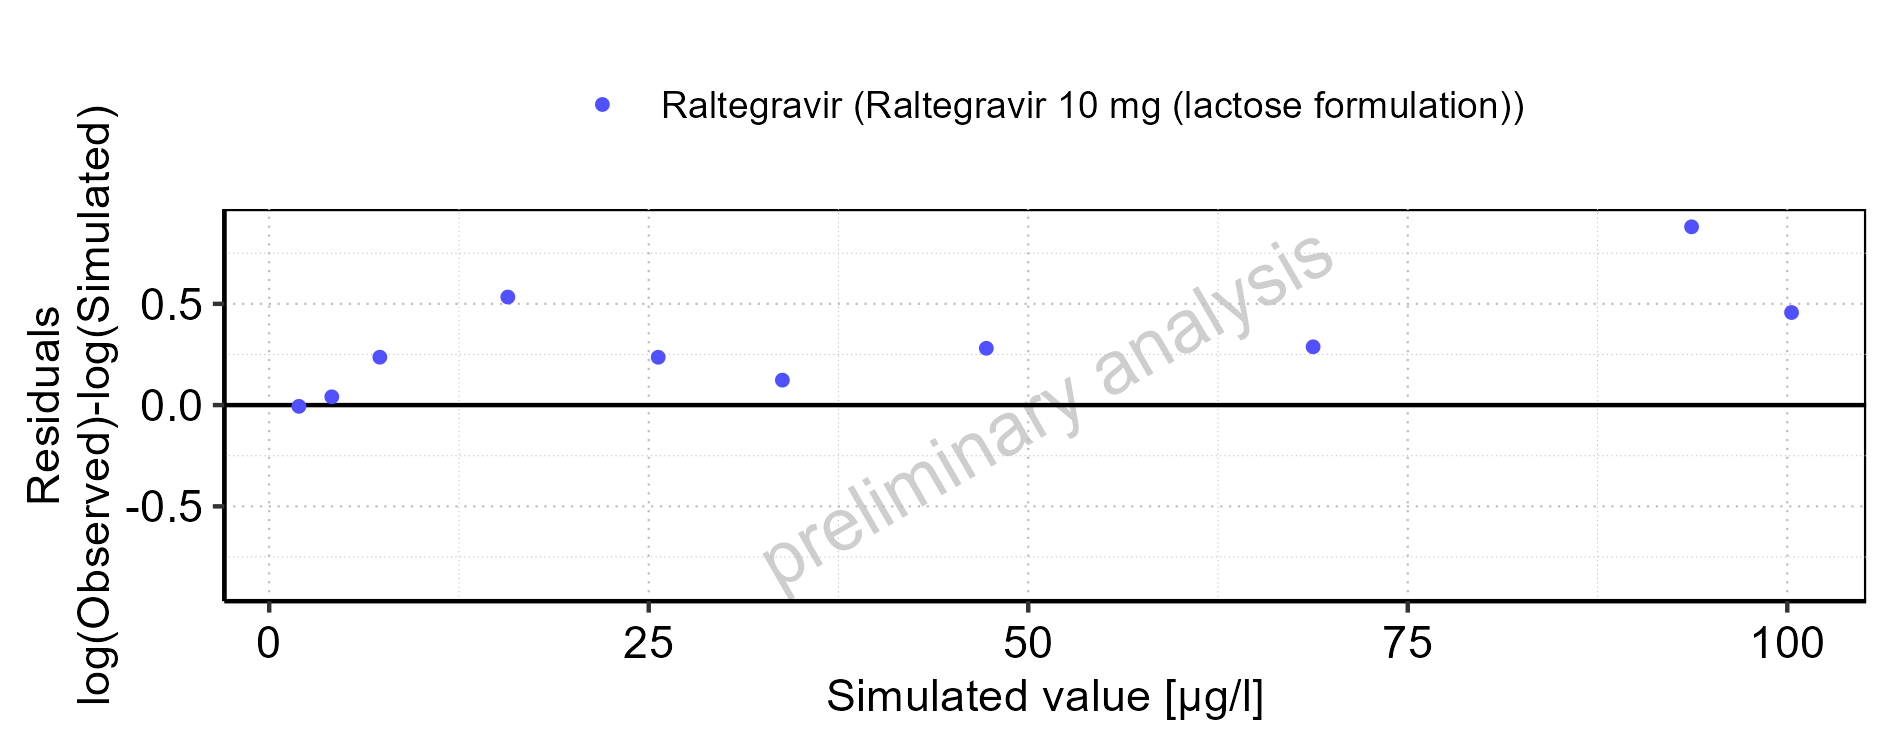 Raltegravir (Raltegravir 10 mg (lactose formulation))
Residuals
log(Observed)-log(Simulated)
0.5
0.0
-0.5
preliminary analysis
0 25 50 75 100
Simulated value [µg/l]